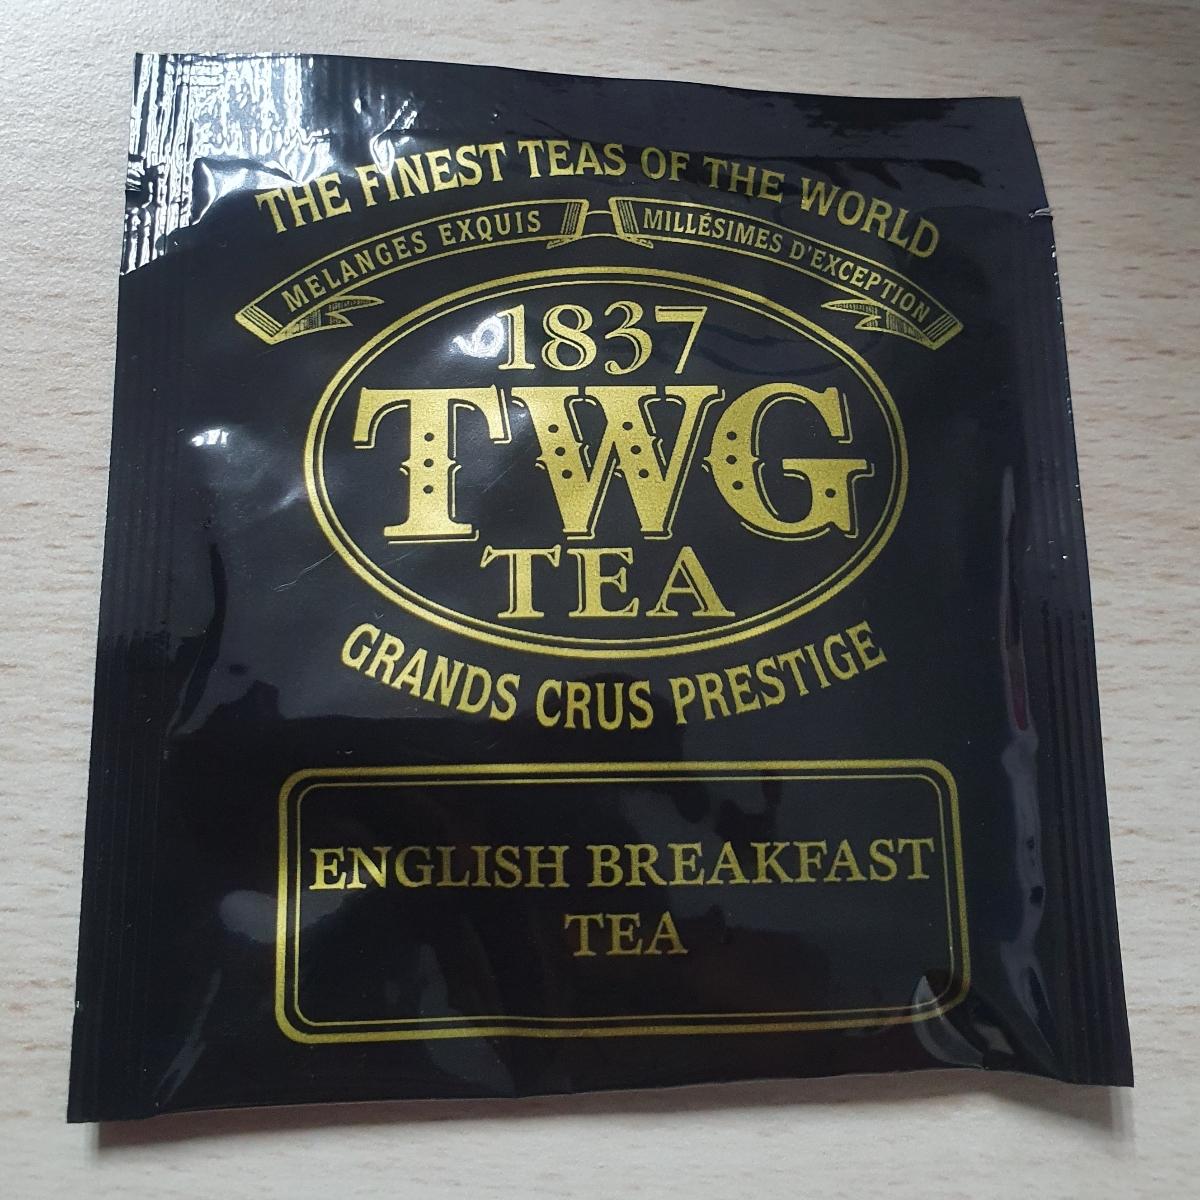 THE FINEST TEAS OF THE WORLD
MELANGES EXQUIS MILLÉSIMES D'EXCEPTION
1837
TWG
TEA
GRANDS CRUS PRESTIGE
ENGLISH BREAKFAST
TEA